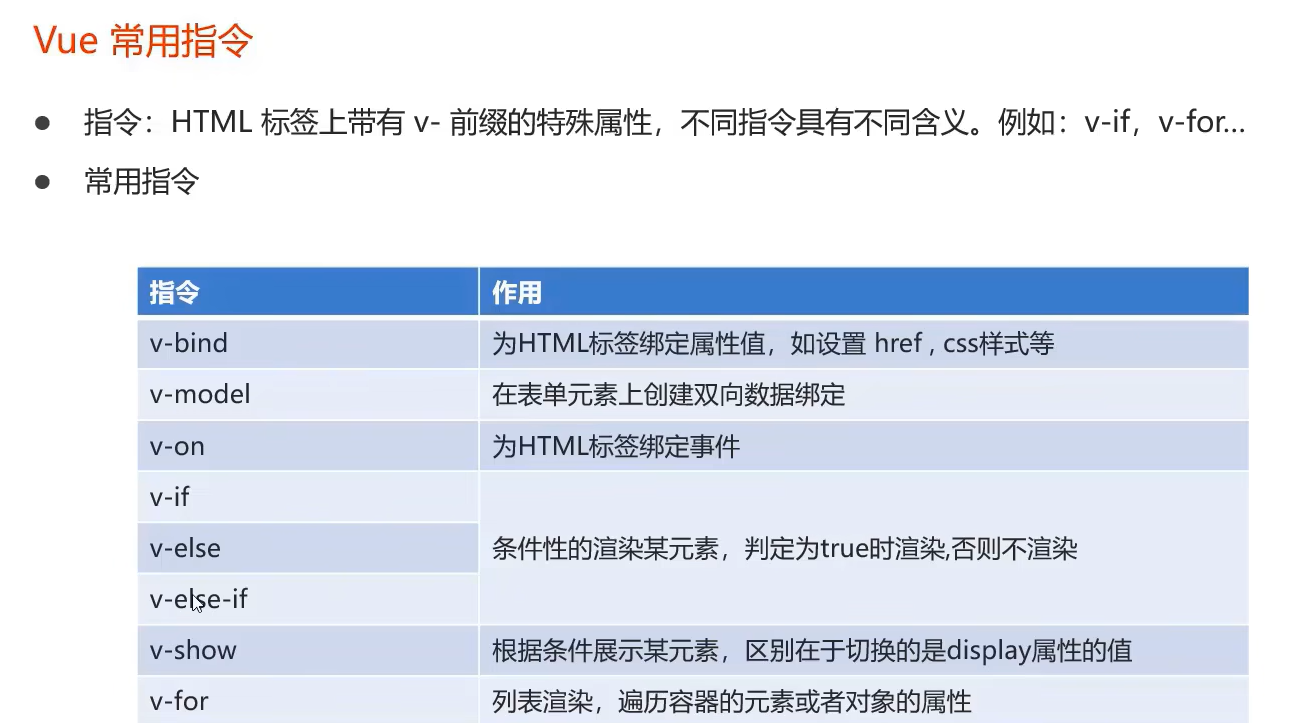 Vue 常用指令
● 指令：HTML 标签上带有 v- 前缀的特殊属性，不同指令具有不同含义。例如：v-if，v-for...
● 常用指令
指令 作用
v-bind 为HTML标签绑定属性值，如设置 href , css样式等
v-model 在表单元素上创建双向数据绑定
v-on 为HTML标签绑定事件
v-if
v-else 条件性的渲染某元素，判定为true时渲染,否则不渲染
v-else-if
v-show 根据条件展示某元素，区别在于切换的是display属性的值
v-for 列表渲染，遍历容器的元素或者对象的属性